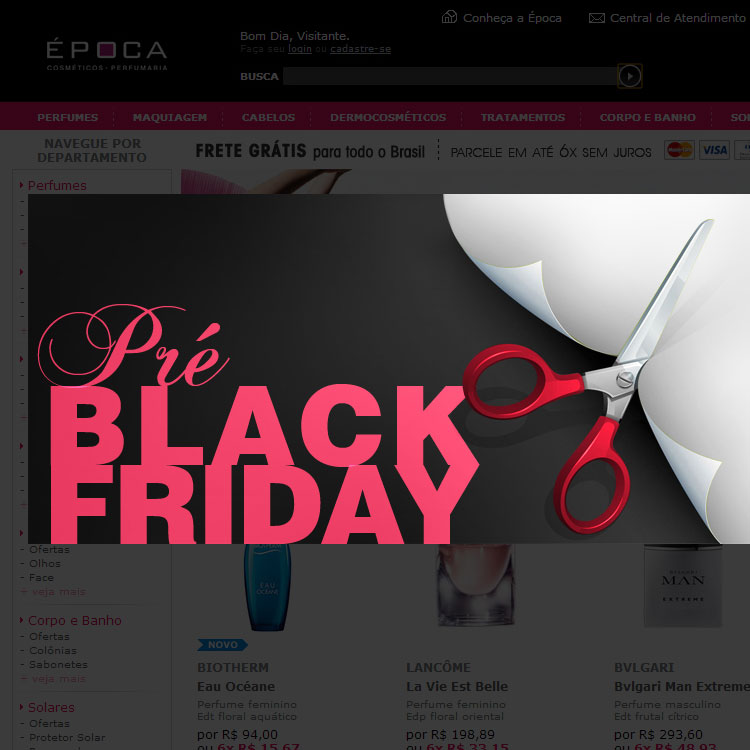 Conheça a Época
Central de Atendimento
ÉPOCA
COSMÉTICOS · PERFUMARIA
Bom Dia, Visitante.
Faça seu login ou cadastre-se
BUSCA
PERFUMES
MAQUIAGEM
CABELOS
DERMOCOSMÉTICOS
TRATAMENTOS
CORPO E BANHO
NAVEGUE POR
DEPARTAMENTO
FRETE GRÁTIS para todo o Brasil
PARCELE EM ATÉ 6X SEM JUROS
MasterCard
VISA
Perfumes
Pré
BLACK
FRIDAY
- Ofertas
- Olhos
- Face
+ veja mais
Corpo e Banho
- Ofertas
- Colônias
- Sabonetes
+ veja mais
Solares
- Ofertas
- Protetor Solar
EAU
OCÉANE
BVLGARI
MAN
EXTREME
NOVO
BIOTHERM
Eau Océane
Perfume feminino
Edt floral aquático
por R$ 94,00
ou 6x R$ 15,67
LANCÔME
La Vie Est Belle
Perfume feminino
Edp floral oriental
por R$ 198,89
ou 6x R$ 33,15
BVLGARI
Bvlgari Man Extreme
Perfume masculino
Edt frutal cítrico
por R$ 293,60
ou 6x R$ 48,93